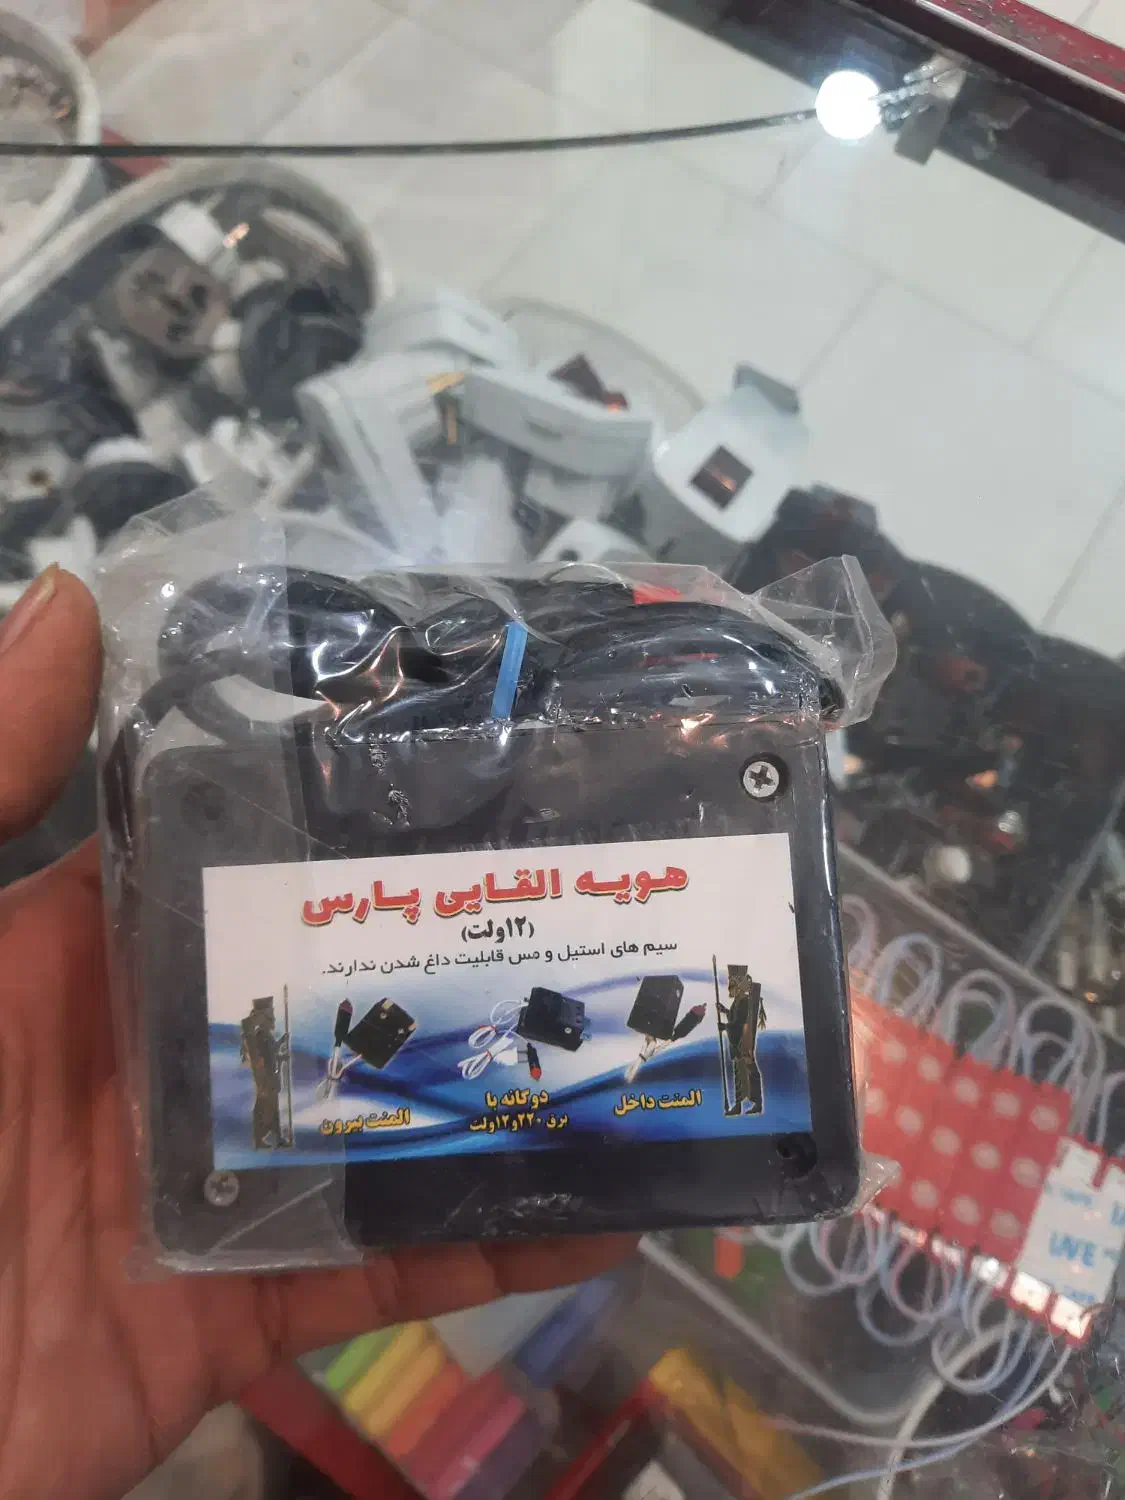 هویه القایی پارس
(۱۲ولت)
سیم های استیل و مس قابلیت داغ شدن ندارند.
المنت داخل
دوگانه با
برق ۲۲۰و۱۲ولت
المنت بیرون